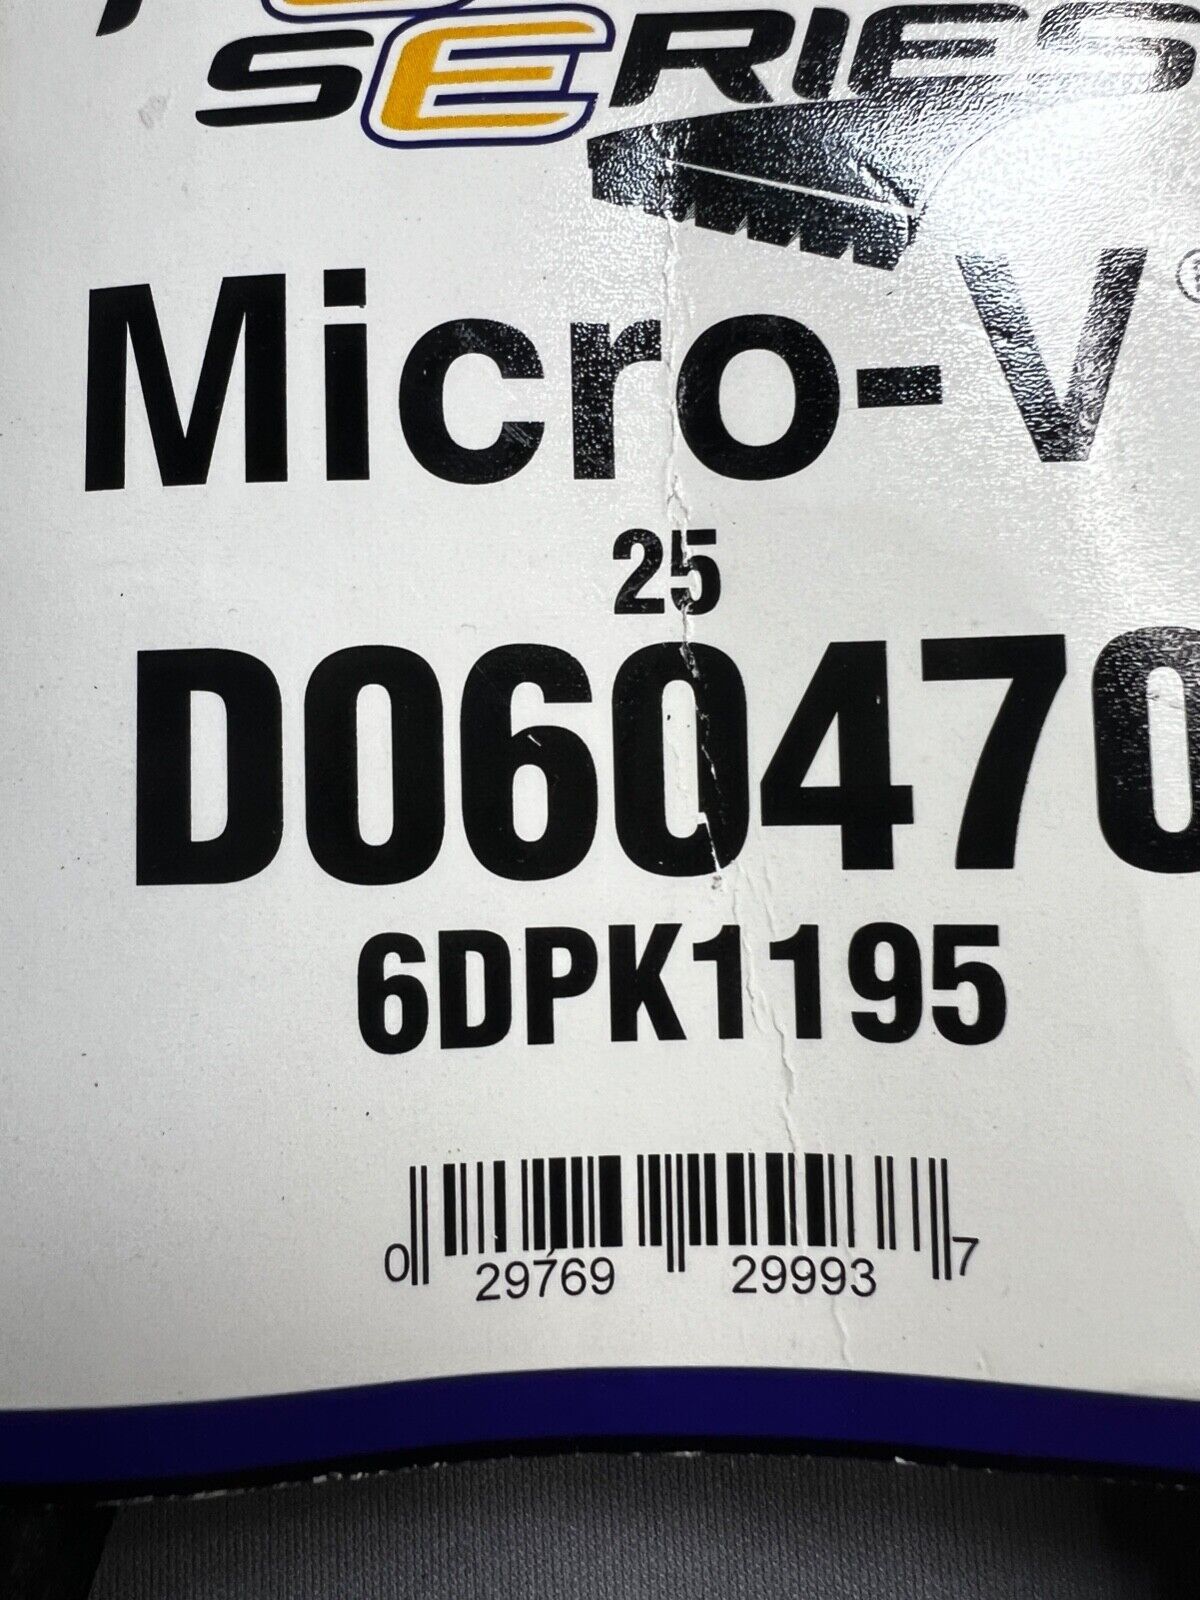 SERIES
Micro-V®
25
D060470
6DPK1195
0 29769 29993 7